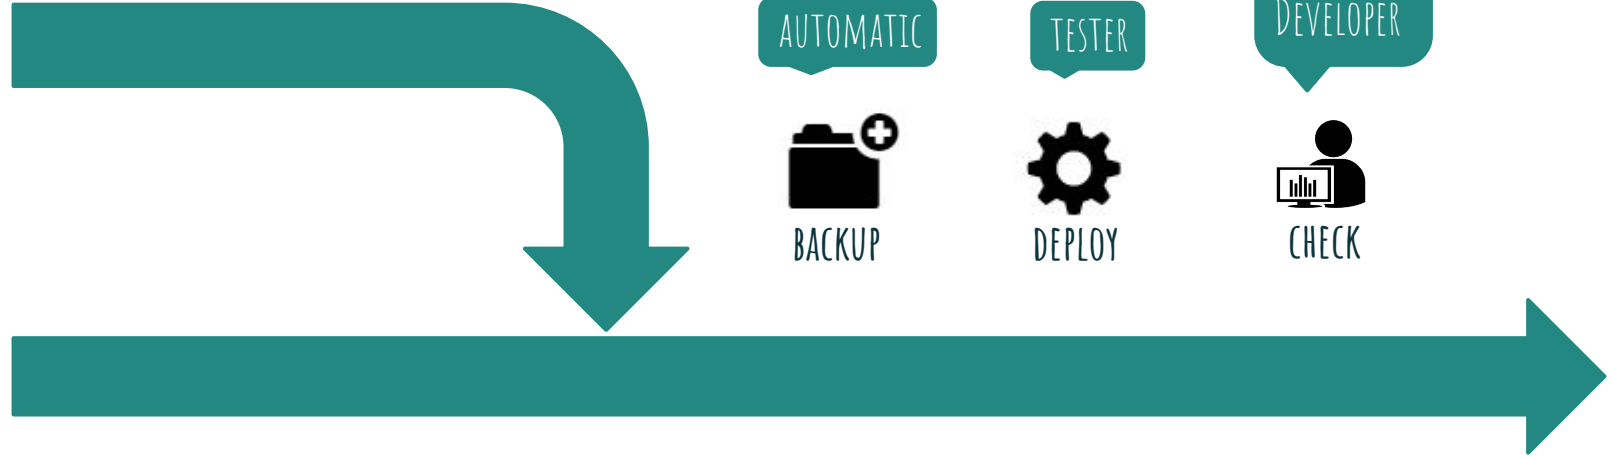 AUTOMATIC
TESTER
DEVELOPER
BACKUP
DEPLOY
CHECK